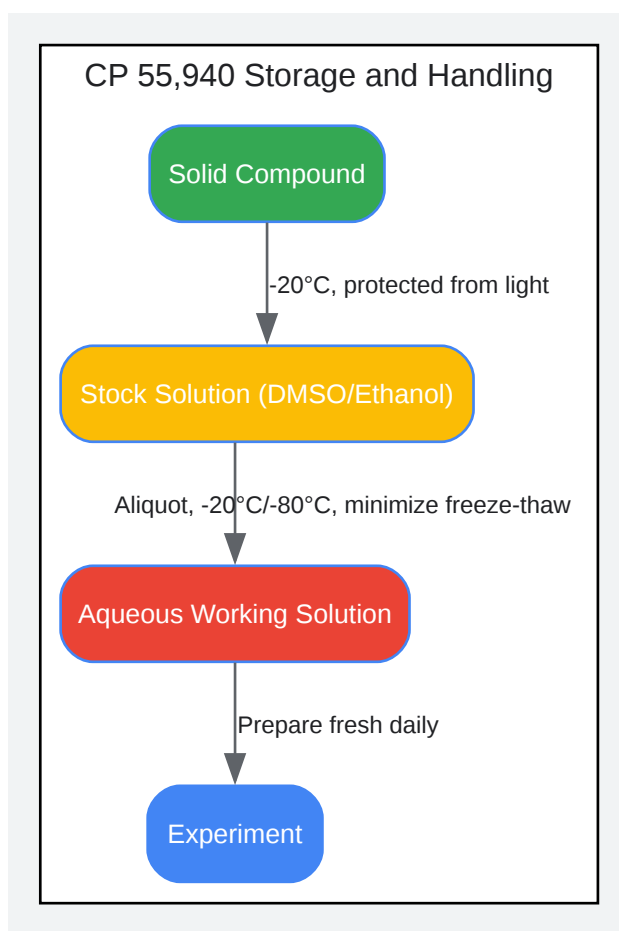 CP 55,940 Storage and Handling
Solid Compound
-20°C, protected from light
Stock Solution (DMSO/Ethanol)
Aliquot, -20°C/-80°C, minimize freeze-thaw
Aqueous Working Solution
Prepare fresh daily
Experiment